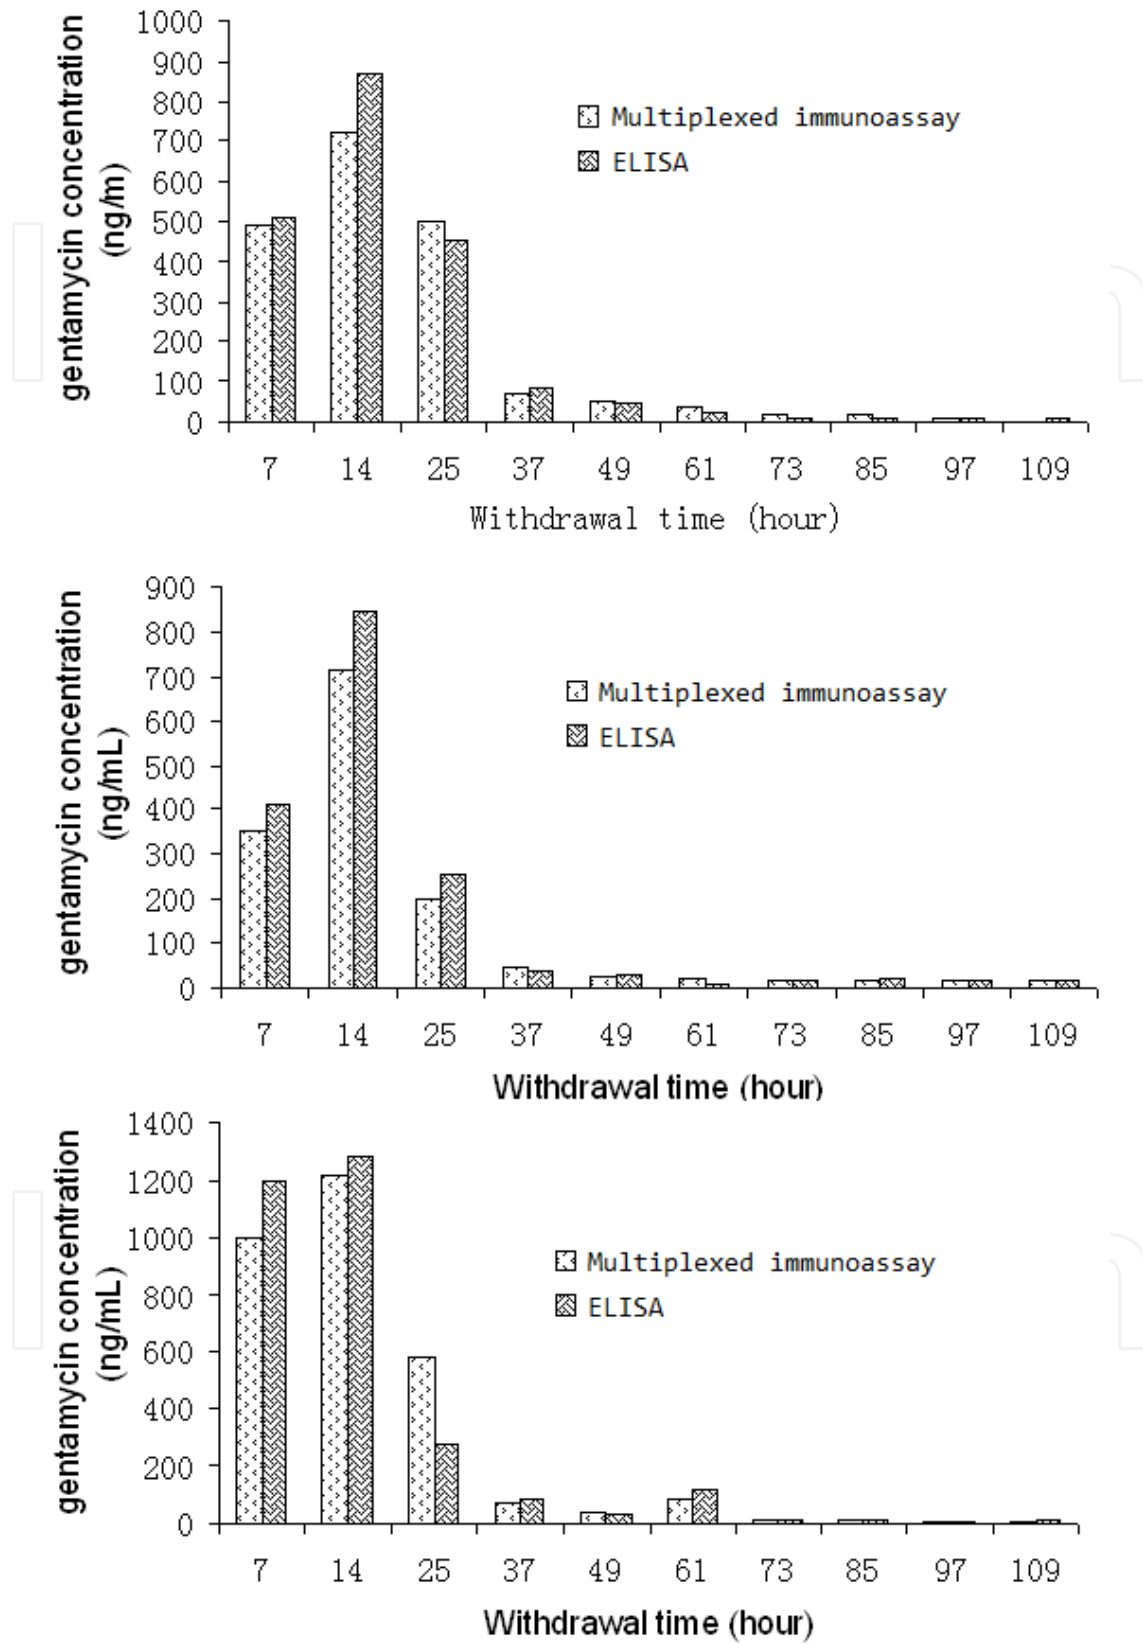 gentamycin concentration
(ng/m)
1000
900
800
700
600
500
400
300
200
100
0
Multiplexed immunoassay
ELISA
7 14 25 37 49 61 73 85 97 109
Withdrawal time (hour)
gentamycin concentration
(ng/mL)
900
800
700
600
500
400
300
200
100
0
Multiplexed immunoassay
ELISA
7 14 25 37 49 61 73 85 97 109
Withdrawal time (hour)
gentamycin concentration
(ng/mL)
1400
1200
1000
800
600
400
200
0
Multiplexed immunoassay
ELISA
7 14 25 37 49 61 73 85 97 109
Withdrawal time (hour)